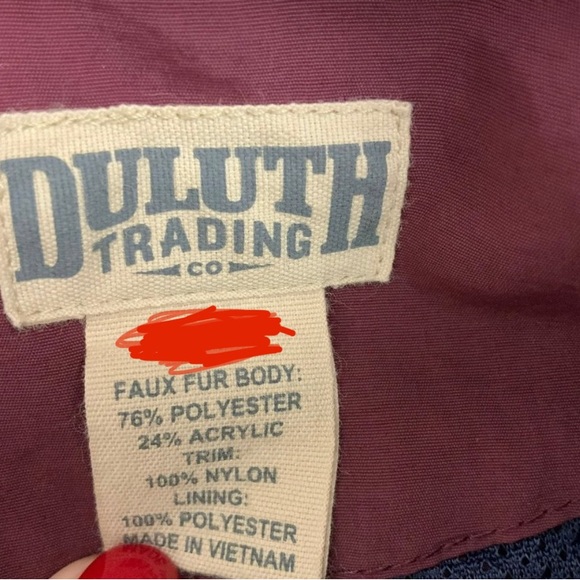 DULUTH
TRADING
CO
FAUX FUR BODY:
76% POLYESTER
24% ACRYLIC
TRIM:
100% NYLON
LINING:
100% POLYESTER
MADE IN VIETNAM